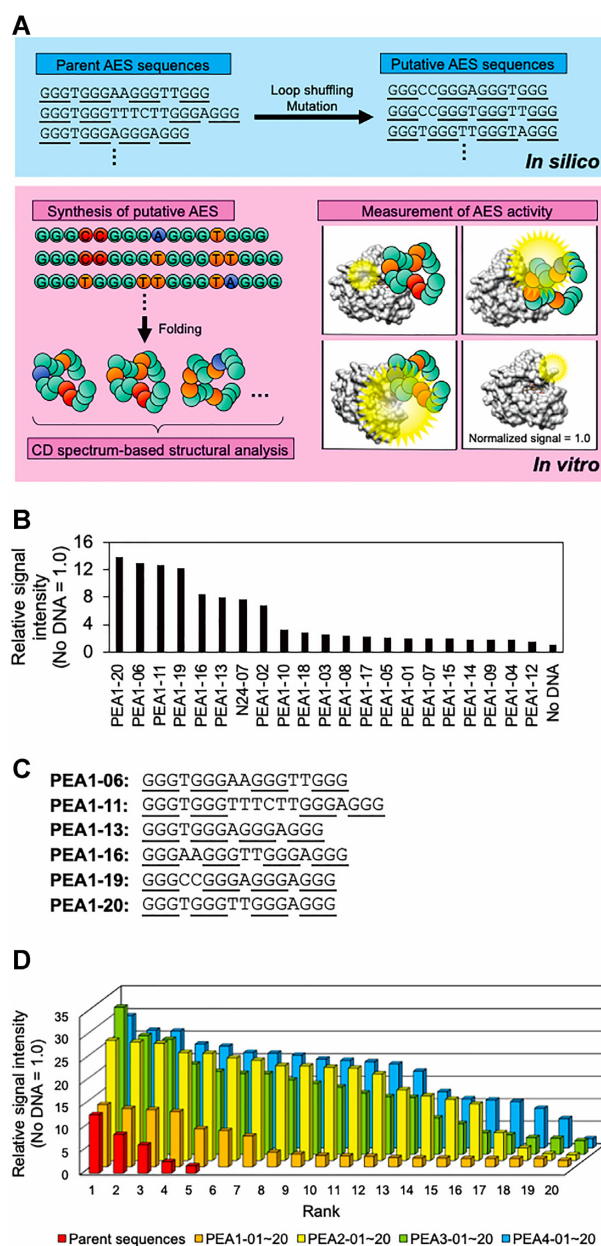 A
Parent AES sequences
GGGTGGGAAGGGTTGGG
GGGTGGGTTTCTTGGGAGGG
GGGTGGGAGGGAGGG
Loop shuffling
Mutation
Putative AES sequences
GGGCCGGGAGGGTGGG
GGGCCGGGTGGGTTGGG
GGGTGGGTTGGGTAGGG
In silico
Synthesis of putative AES
GGGCCGGGAGGGTGGG
GGGCCGGGTGGGTTGGG
GGGTGGGTTGGGTAGGG
Folding
...
CD spectrum-based structural analysis
Measurement of AES activity
Normalized signal = 1.0
In vitro
B
Relative signal
intensity
(No DNA = 1.0)
16
12
8
4
0
PEA1-20
PEA1-06
PEA1-11
PEA1-19
PEA1-16
PEA1-13
N24-07
PEA1-02
PEA1-10
PEA1-18
PEA1-03
PEA1-08
PEA1-17
PEA1-05
PEA1-01
PEA1-07
PEA1-15
PEA1-14
PEA1-09
PEA1-04
PEA1-12
No DNA
C
PEA1-06: GGGTGGGAAGGGTTGGG
PEA1-11: GGGTGGGTTTCTTGGGAGGG
PEA1-13: GGGTGGGAGGGAGGG
PEA1-16: GGGAAGGGTTGGGAGGG
PEA1-19: GGGCCGGGAGGGAGGG
PEA1-20: GGGTGGGTTGGGAGGG
D
Relative signal intensity
(No DNA = 1.0)
35
30
25
20
15
10
5
0
1 2 3 4 5 6 7 8 9 10 11 12 13 14 15 16 17 18 19 20
Rank
Parent sequences PEA1-01~20 PEA2-01~20 PEA3-01~20 PEA4-01~20